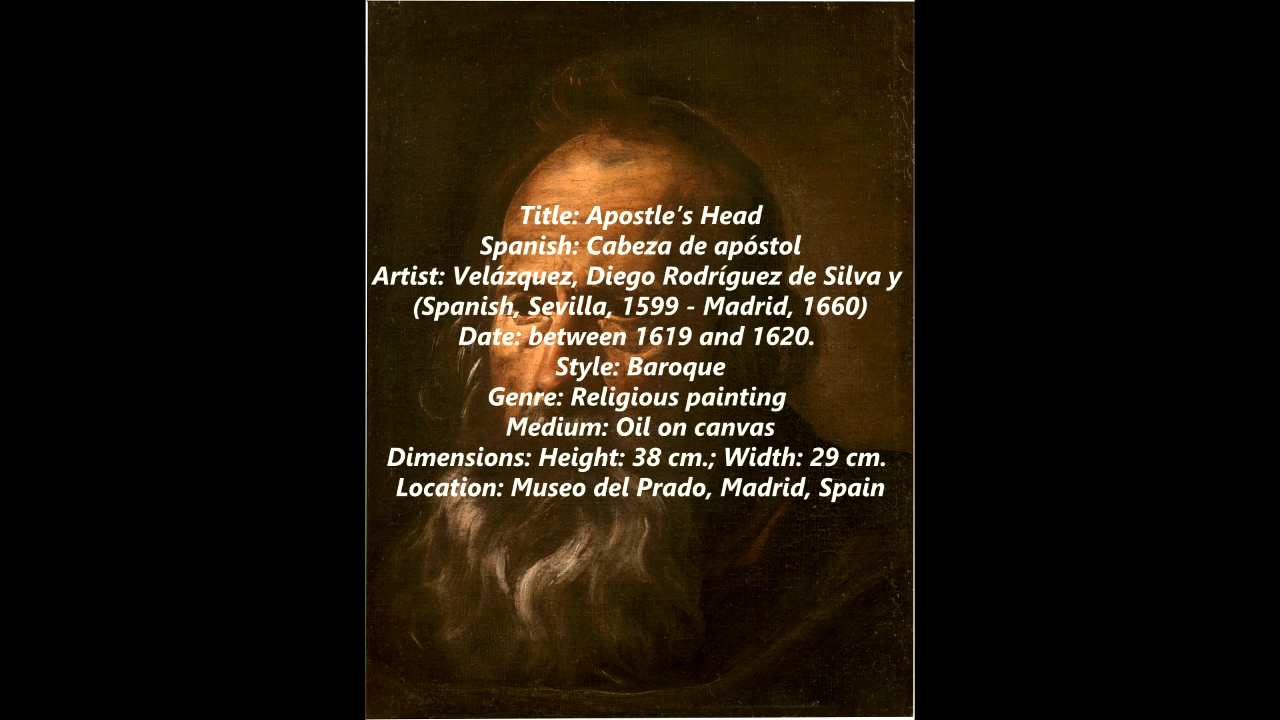 Title: Apostle’s Head
Spanish: Cabeza de apóstol
Artist: Velázquez, Diego Rodríguez de Silva y
(Spanish, Sevilla, 1599 - Madrid, 1660)
Date: between 1619 and 1620.
Style: Baroque
Genre: Religious painting
Medium: Oil on canvas
Dimensions: Height: 38 cm.; Width: 29 cm.
Location: Museo del Prado, Madrid, Spain